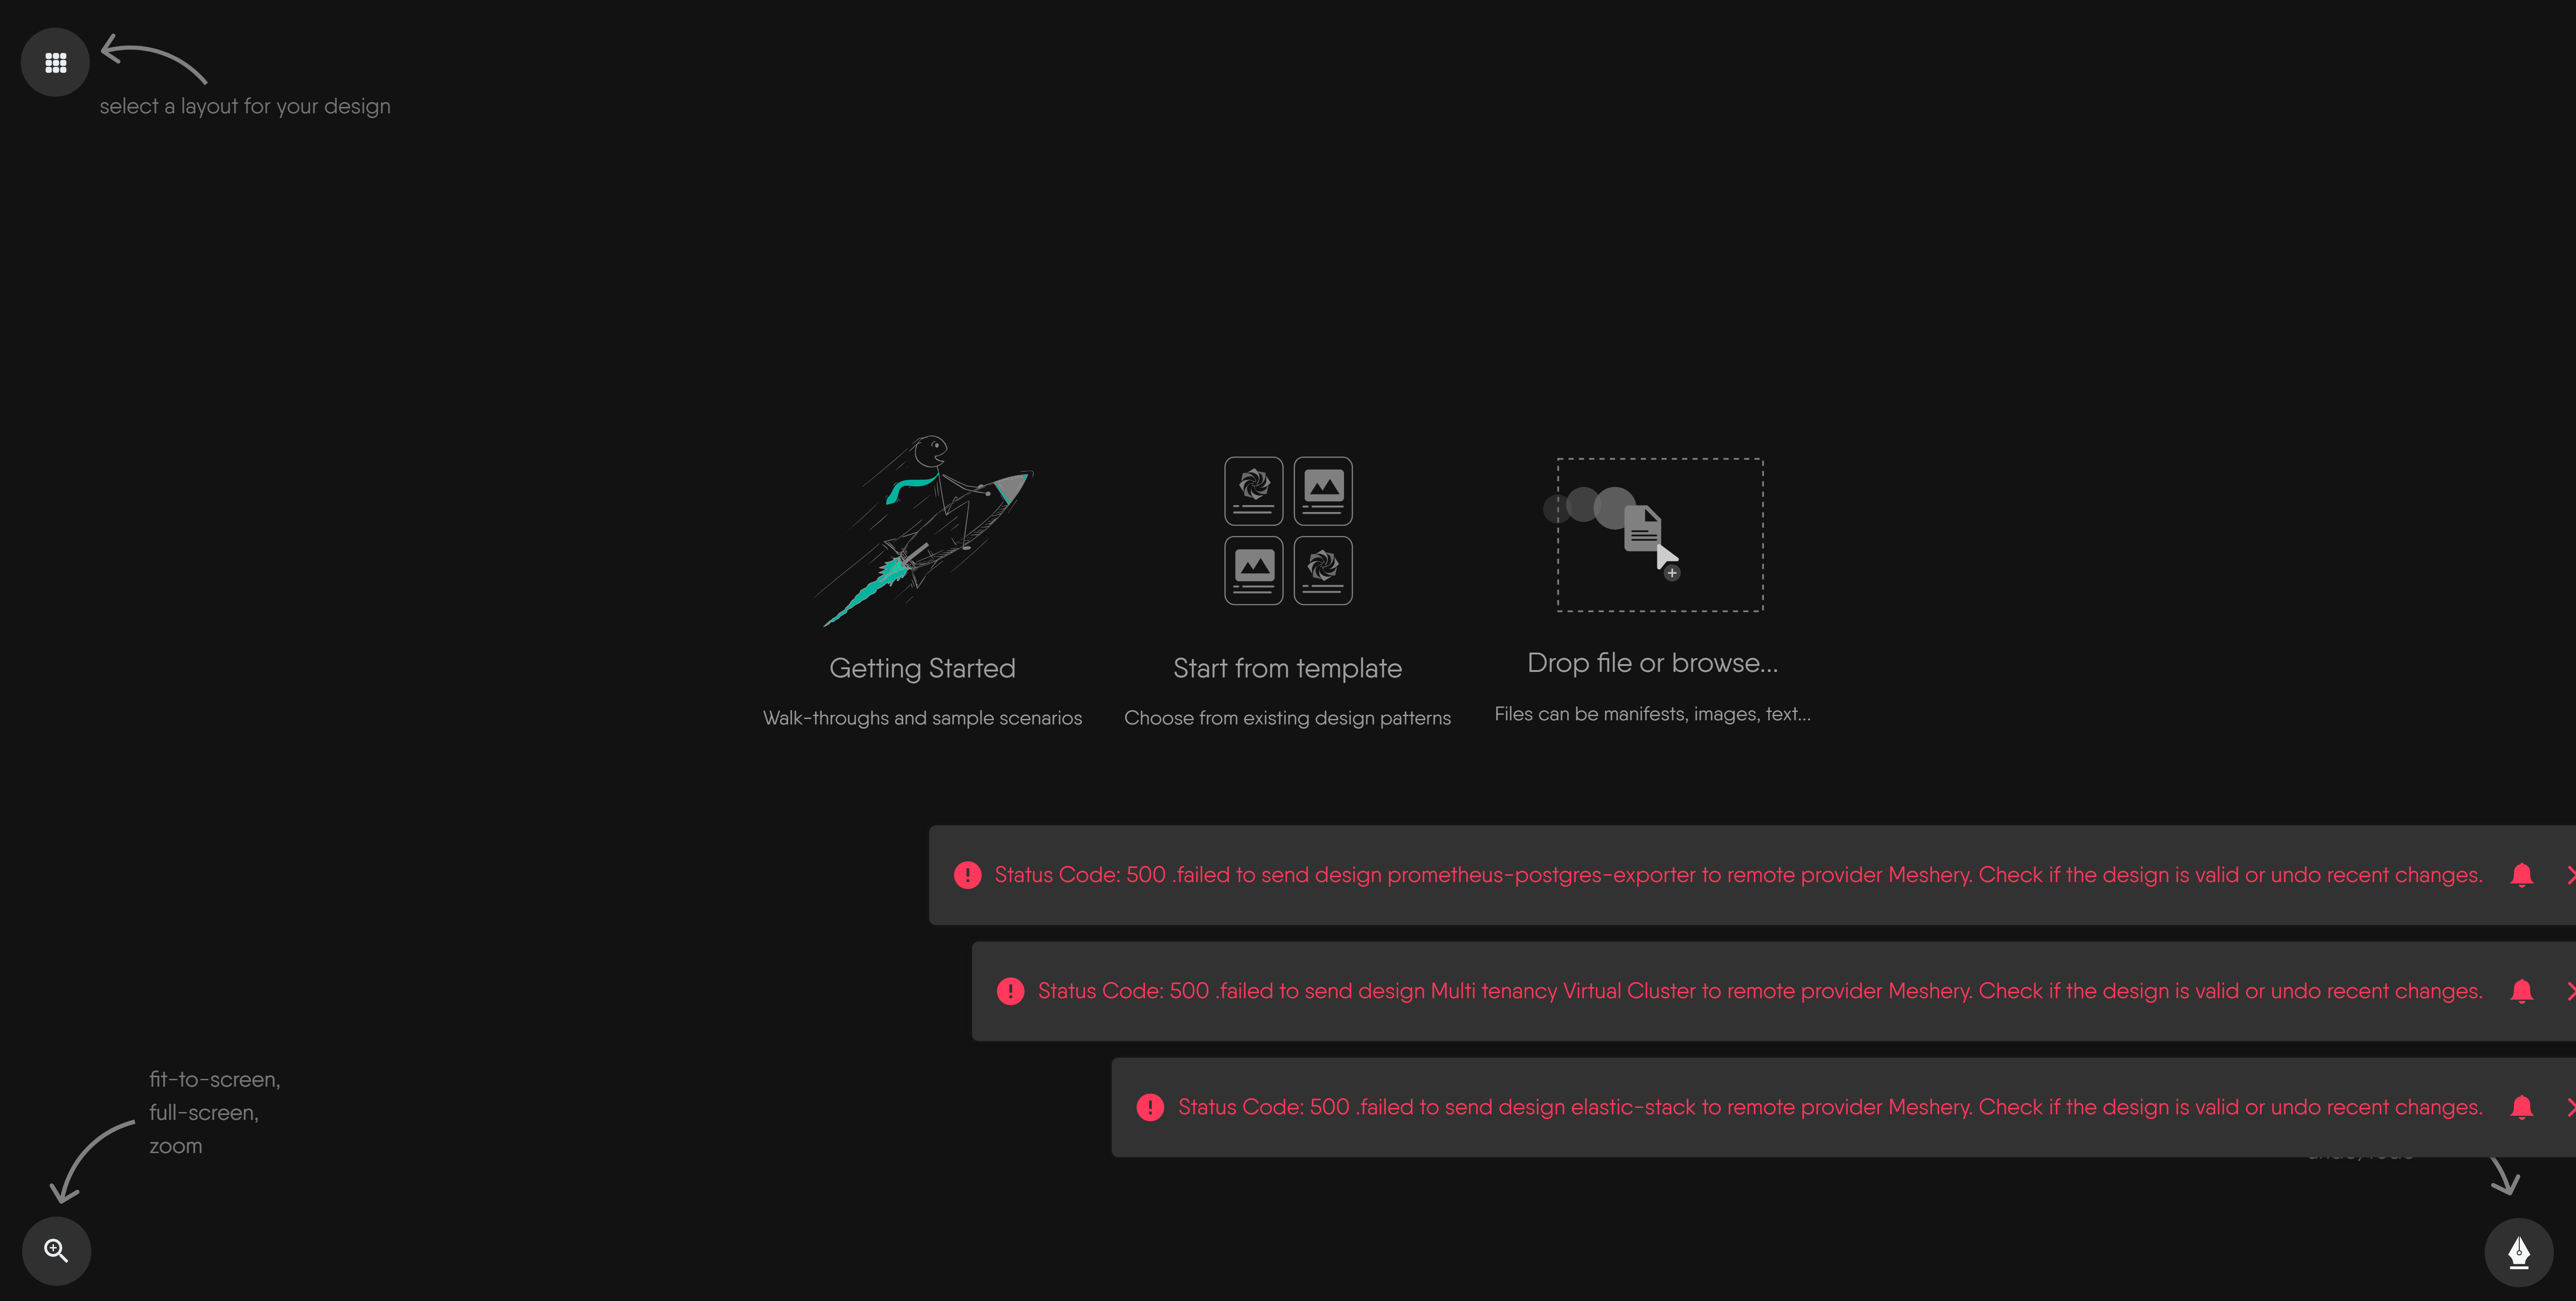 select a layout for your design
Getting Started
Walk-throughs and sample scenarios
Start from template
Choose from existing design patterns
Drop file or browse...
Files can be manifests, images, text...
Status Code: 500 .failed to send design prometheus-postgres-exporter to remote provider Meshery. Check if the design is valid or undo recent changes.
Status Code: 500 .failed to send design Multi tenancy Virtual Cluster to remote provider Meshery. Check if the design is valid or undo recent changes.
Status Code: 500 .failed to send design elastic-stack to remote provider Meshery. Check if the design is valid or undo recent changes.
fit-to-screen,
full-screen,
zoom